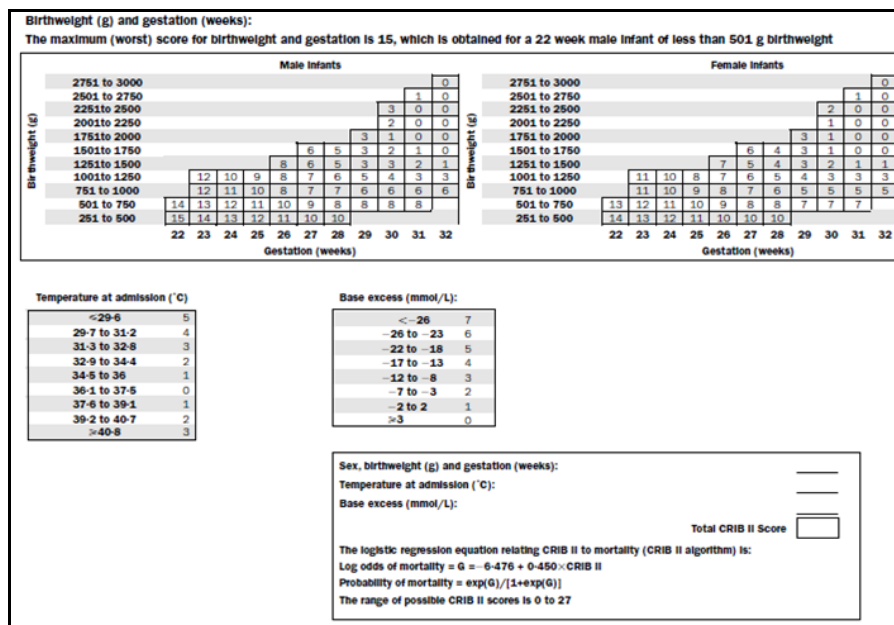 Birthweight (g) and gestation (weeks):
The maximum (worst) score for birthweight and gestation is 15, which is obtained for a 22 week male infant of less than 501 g birthweight
Male infants
Birthweight (g)
2751 to 3000 0
2501 to 2750 1 0
2251to 2500 3 0 0
2001to 2250 2 0 0
1751to 2000 3 1 0 0
1501to 1750 6 5 3 2 1 0
1251to 1500 8 6 5 3 3 2 1
1001to 1250 12 10 9 8 7 6 5 4 3 3
751 to 1000 12 11 10 8 7 7 6 6 6 6
501 to 750 14 13 12 11 10 9 8 8 8 8
251 to 500 15 14 13 12 11 10 10
22 23 24 25 26 27 28 29 30 31 32
Gestation (weeks)
Female infants
Birthweight (g)
2751 to 3000 0
2501 to 2750 1 0
2251 to 2500 2 0 0
2001 to 2250 1 0 0
1751 to 2000 3 1 0 0
1501 to 1750 6 4 3 1 0 0
1251 to 1500 7 5 4 3 2 1 1
1001 to 1250 11 10 8 7 6 5 4 3 3 3
751 to 1000 11 10 9 8 7 6 5 5 5 5
501 to 750 13 12 11 10 9 8 8 7 7 7
251 to 500 14 13 12 11 10 10 10
22 23 24 25 26 27 28 29 30 31 32
Gestation (weeks)
Temperature at admission (˚C)
⩽29·6 5
29·7 to 31·2 4
31·3 to 32·8 3
32·9 to 34·4 2
34·5 to 36 1
36·1 to 37·5 0
37·6 to 39·1 1
39·2 to 40·7 2
⩾40·8 3
Base excess (mmol/L):
<−26 7
−26 to −23 6
−22 to −18 5
−17 to −13 4
−12 to −8 3
−7 to −3 2
−2 to 2 1
⩾3 0
Sex, birthweight (g) and gestation (weeks):
Temperature at admission (˚C):
Base excess (mmol/L):
Total CRIB II Score
The logistic regression equation relating CRIB II to mortality (CRIB II algorithm) is:
Log odds of mortality = G =−6·476 + 0·450×CRIB II
Probability of mortality = exp(G)/[1+exp(G)]
The range of possible CRIB II scores is 0 to 27